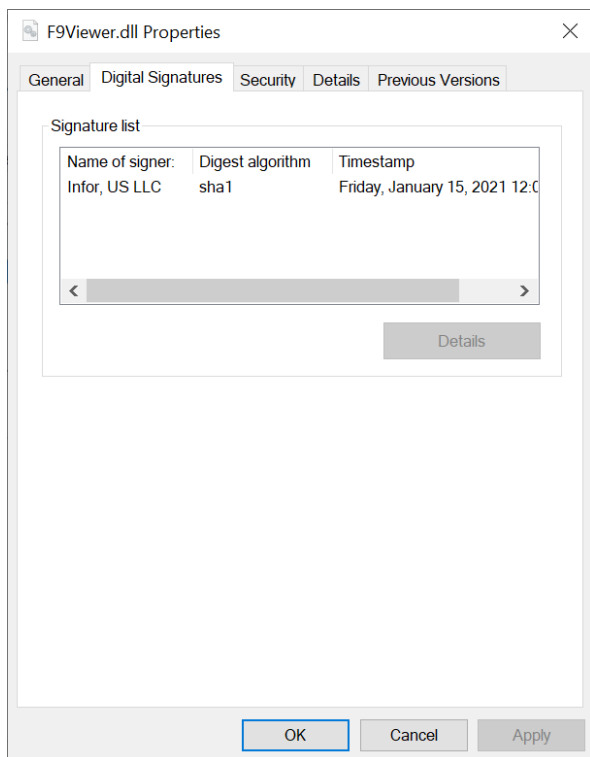 F9Viewer.dll Properties
General Digital Signatures Security Details Previous Versions
Signature list
Name of signer: Digest algorithm Timestamp
Infor, US LLC sha1 Friday, January 15, 2021 12:0
Details
OK Cancel Apply